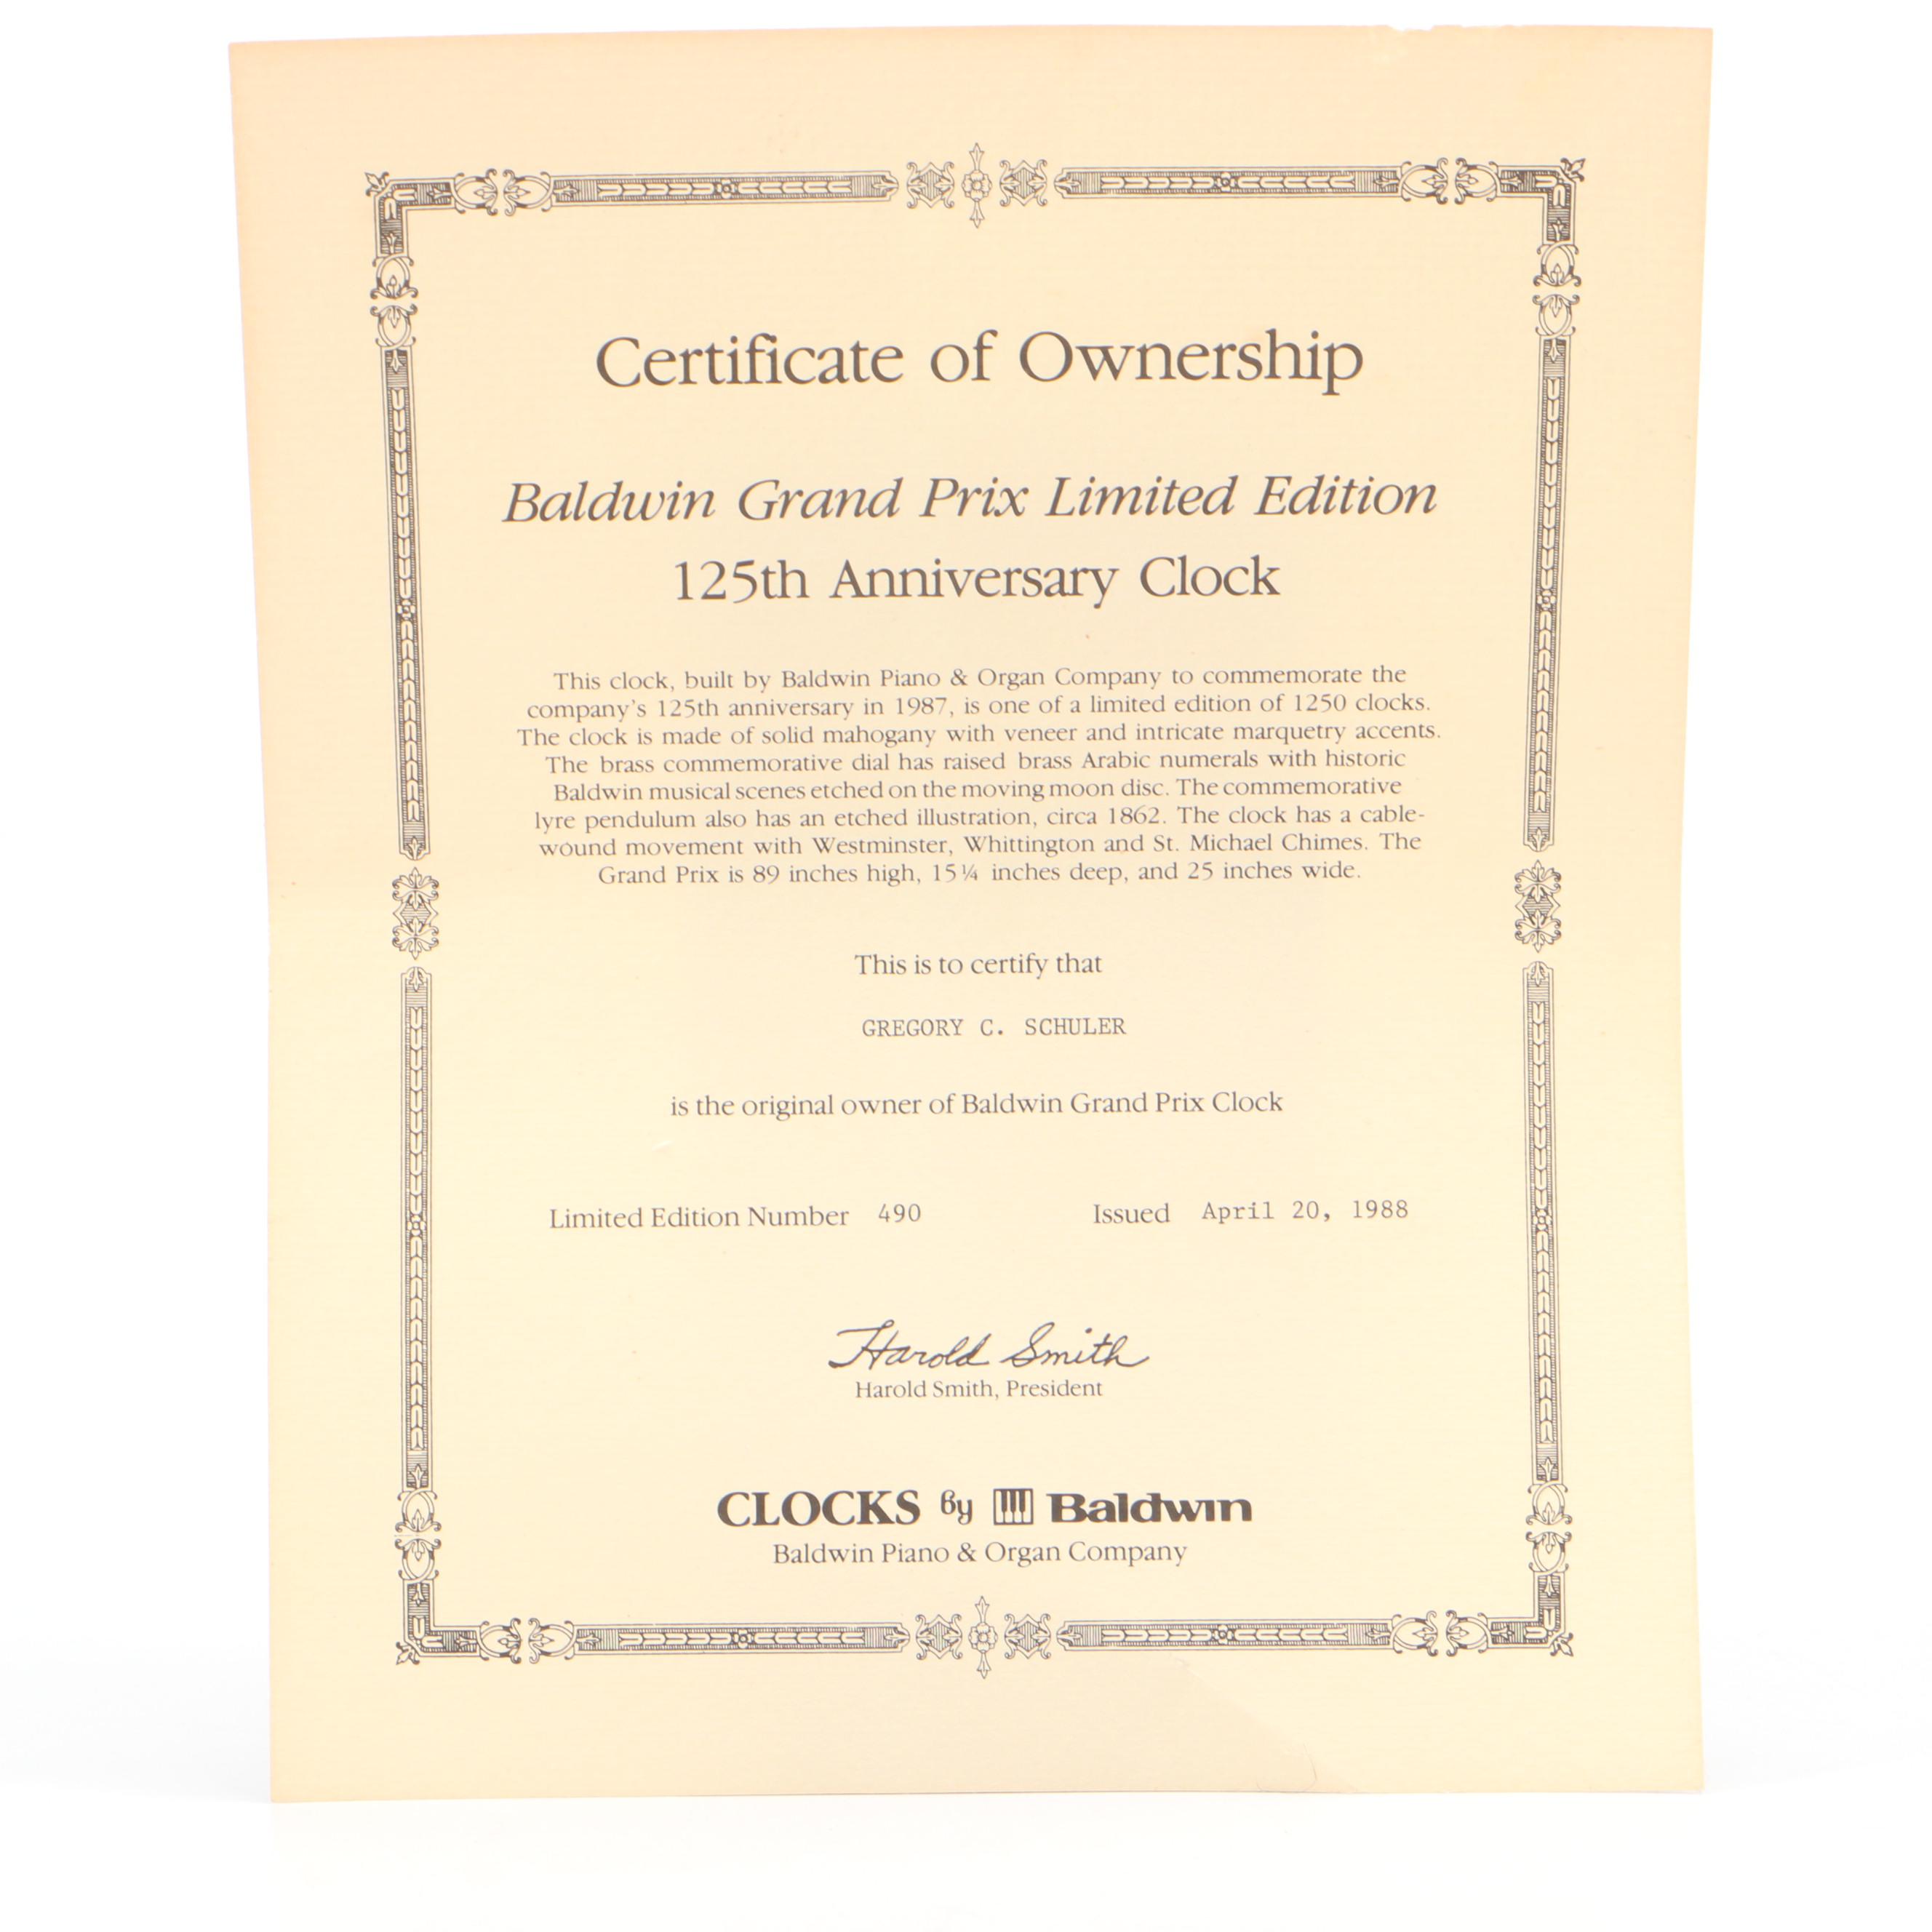 Certificate of Ownership
Baldwin Grand Prix Limited Edition
125th Anniversary Clock
This clock, built by Baldwin Piano & Organ Company to commemorate the
company's 125th anniversary in 1987, is one of a limited edition of 1250 clocks.
The clock is made of solid mahogany with veneer and intricate marquetry accents.
The brass commemorative dial has raised brass Arabic numerals with historic
Baldwin musical scenes etched on the moving moon disc. The commemorative
lyre pendulum also has an etched illustration, circa 1862. The clock has a cable-
wound movement with Westminster, Whittington and St. Michael Chimes. The
Grand Prix is 89 inches high, 15¼ inches deep, and 25 inches wide.
This is to certify that
GREGORY C. SCHULER
is the original owner of Baldwin Grand Prix Clock
Limited Edition Number 490 Issued April 20, 1988
Harold Smith
Harold Smith, President
CLOCKS by Baldwin
Baldwin Piano & Organ Company